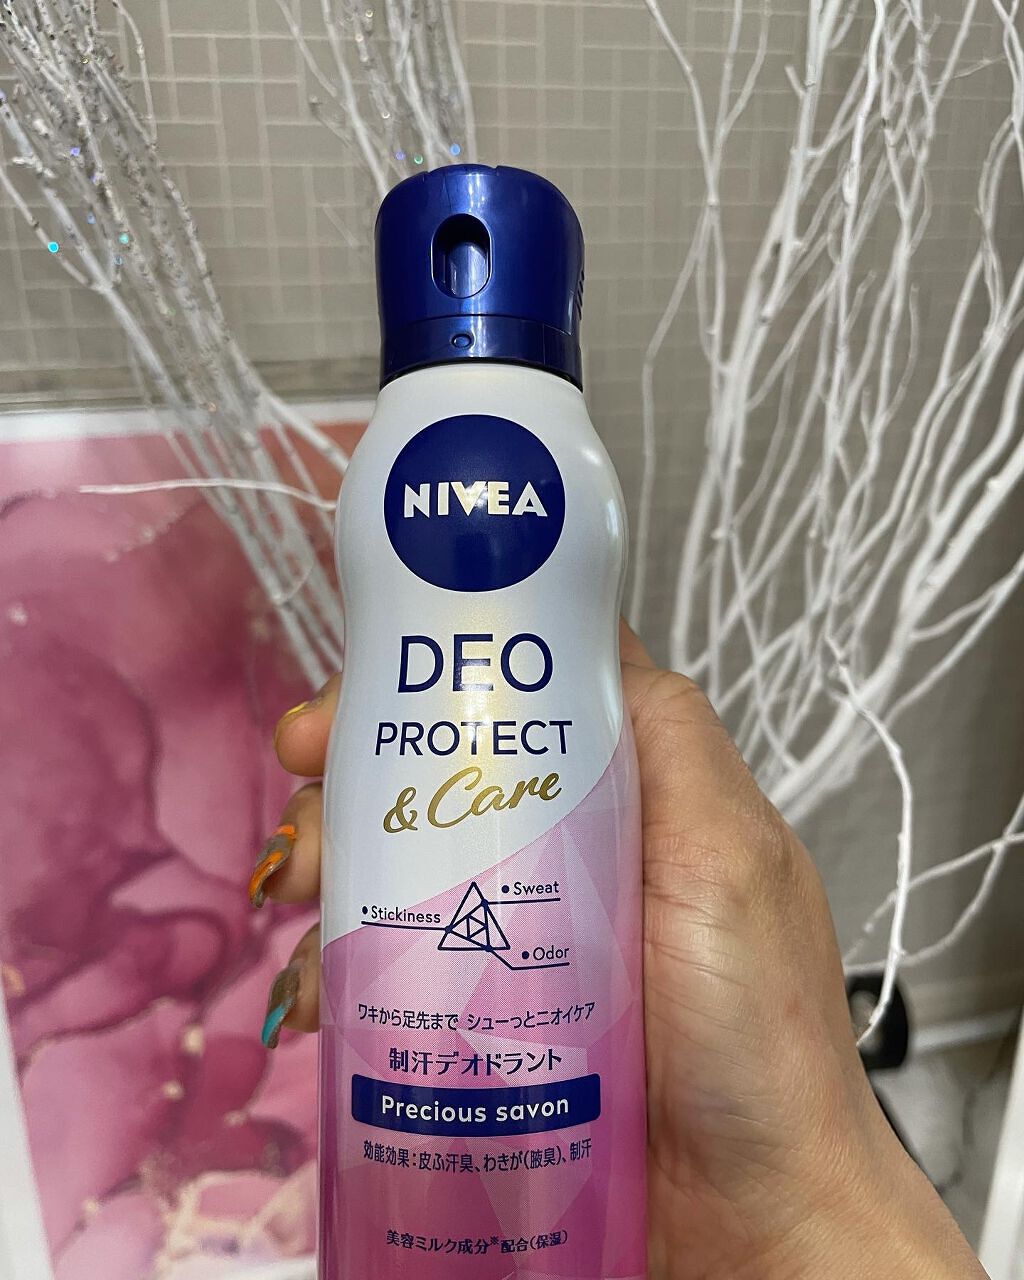 NIVEA
DEO
PROTECT
& Care
Sweat
Stickiness
Odor
ワキから足先まで シューっとニオイケア
制汗デオドラント
Precious savon
効能効果:皮ふ汗臭、わきが(腋臭)、制汗
美容ミルク成分※配合(保湿)